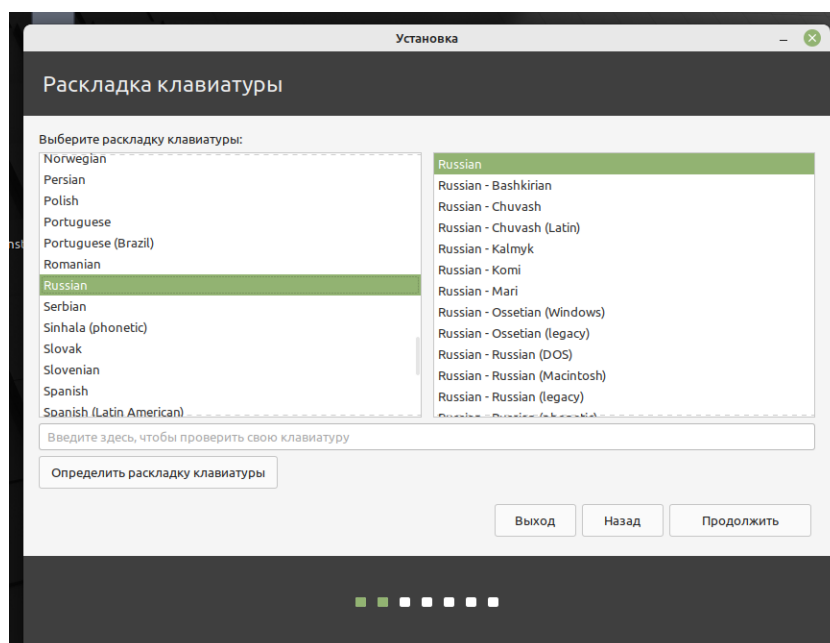 Установка
Раскладка клавиатуры
Выберите раскладку клавиатуры:
Norwegian
Persian
Polish
Portuguese
Portuguese (Brazil)
Romanian
Russian
Serbian
Sinhala (phonetic)
Slovak
Slovenian
Spanish
Spanish (Latin American)
Russian
Russian - Bashkirian
Russian - Chuvash
Russian - Chuvash (Latin)
Russian - Kalmyk
Russian - Komi
Russian - Mari
Russian - Ossetian (Windows)
Russian - Ossetian (legacy)
Russian - Russian (DOS)
Russian - Russian (Macintosh)
Russian - Russian (legacy)
Russian - Russian (phonetic)
Введите здесь, чтобы проверить свою клавиатуру
Определить раскладку клавиатуры
Выход
Назад
Продолжить